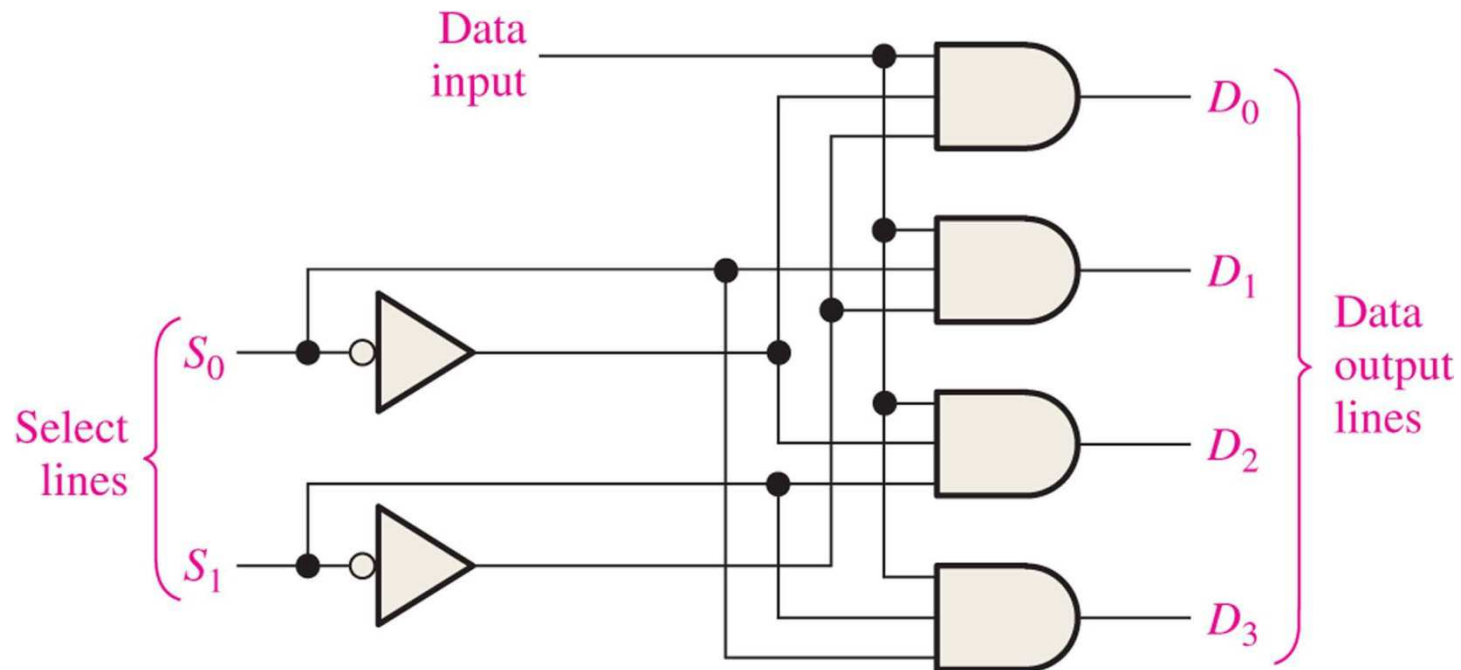 Data
input
D0
D1
Data
output
lines
S0
Select
lines
D2
S1
D3